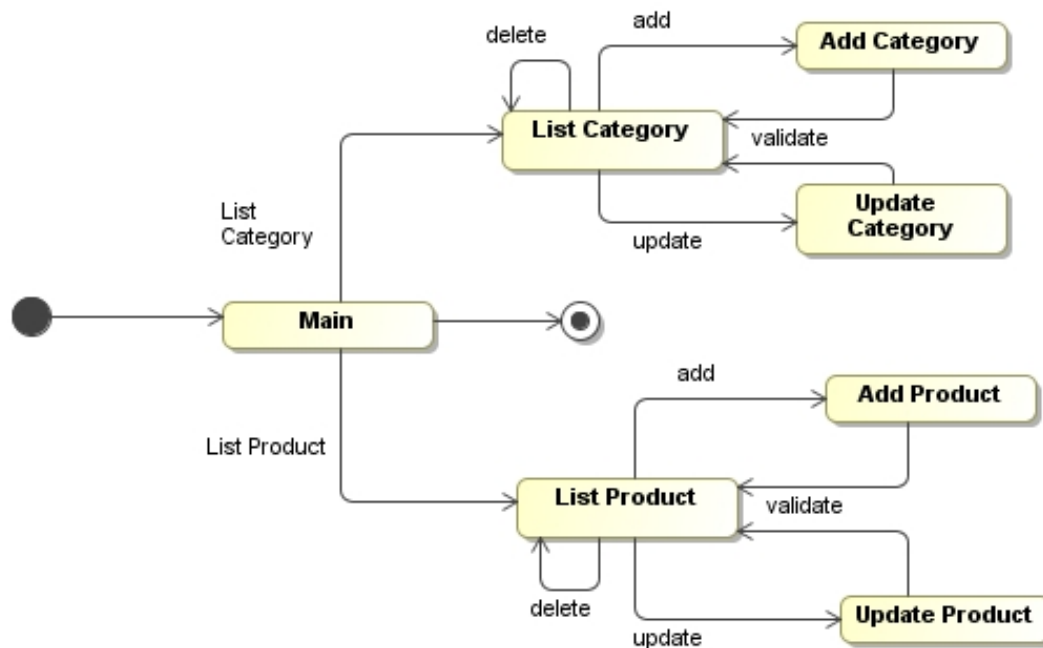 add
Add Category
delete
List Category
validate
List
Category
Update
Category
update
Main
add
Add Product
List Product
List Product
validate
delete
Update Product
update